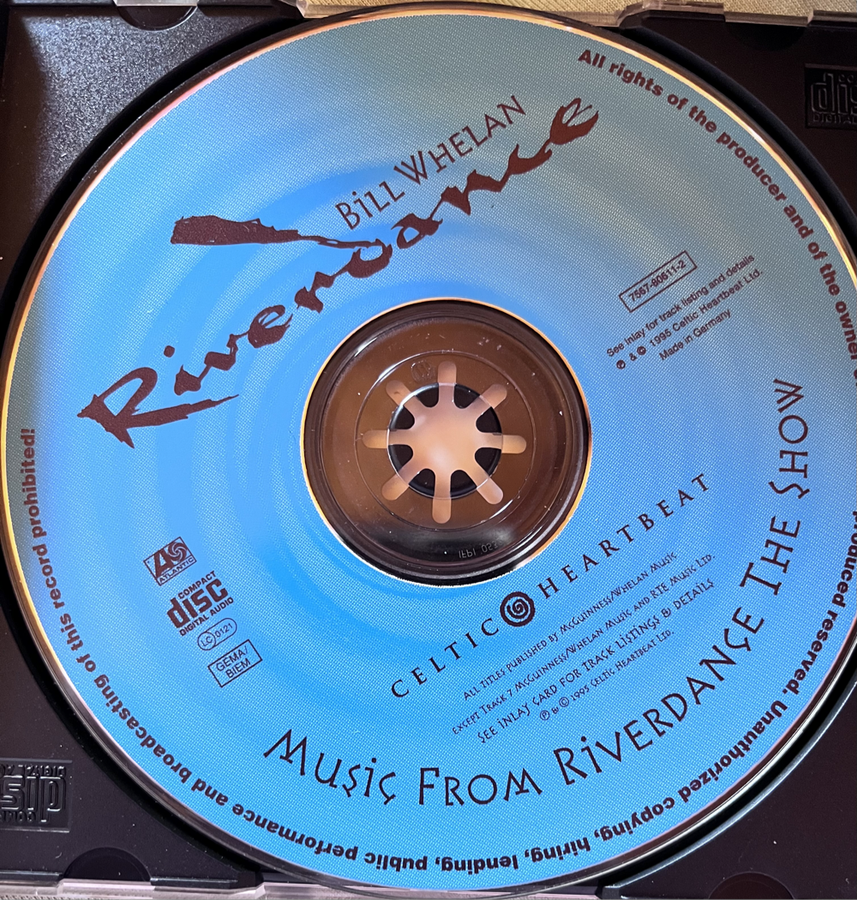 BILL WHELAN
Riverdance
7567-80611-2
See inlay for track listing and details
℗ & © 1995 Celtic Heartbeat Ltd.
Made in Germany
ATLANTIC
COMPACT
disc
DIGITAL AUDIO
LC 0121
GEMA/
BIEM
CELTIC HEARTBEAT
ALL TITLES PUBLISHED BY MCGUINNESS/WHELAN MUSIC
EXCEPT TRACK 7 MCGUINNESS/WHELAN MUSIC AND RTE MUSIC LTD.
SEE INLAY CARD FOR TRACK LISTINGS & DETAILS
℗ & © 1995 CELTIC HEARTBEAT LTD.
MUSIC FROM RIVERDANCE THE SHOW
All rights of the producer and of the owner
reserved. Unauthorized copying, hiring, lending, public performance and broadcasting of this record prohibited!